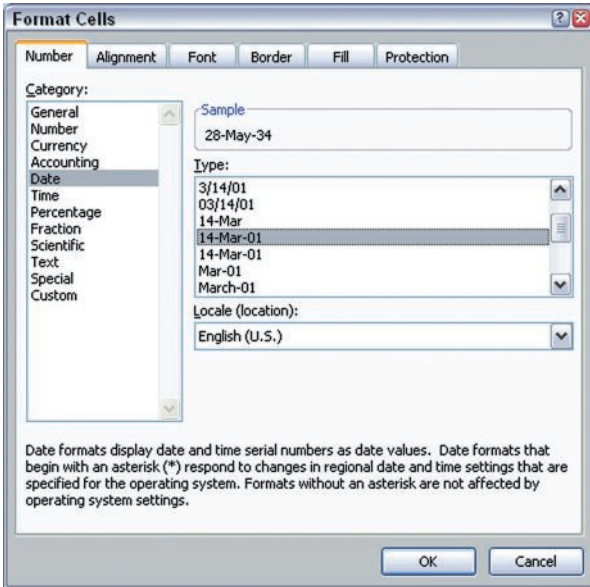 Format Cells
Number Alignment Font Border Fill Protection
Category:
General
Number
Currency
Accounting
Date
Time
Percentage
Fraction
Scientific
Text
Special
Custom
Sample
28-May-34
Type:
3/14/01
03/14/01
14-Mar
14-Mar-01
14-Mar-01
Mar-01
March-01
Locale (location):
English (U.S.)
Date formats display date and time serial numbers as date values. Date formats that
begin with an asterisk (*) respond to changes in regional date and time settings that are
specified for the operating system. Formats without an asterisk are not affected by
operating system settings.
OK Cancel